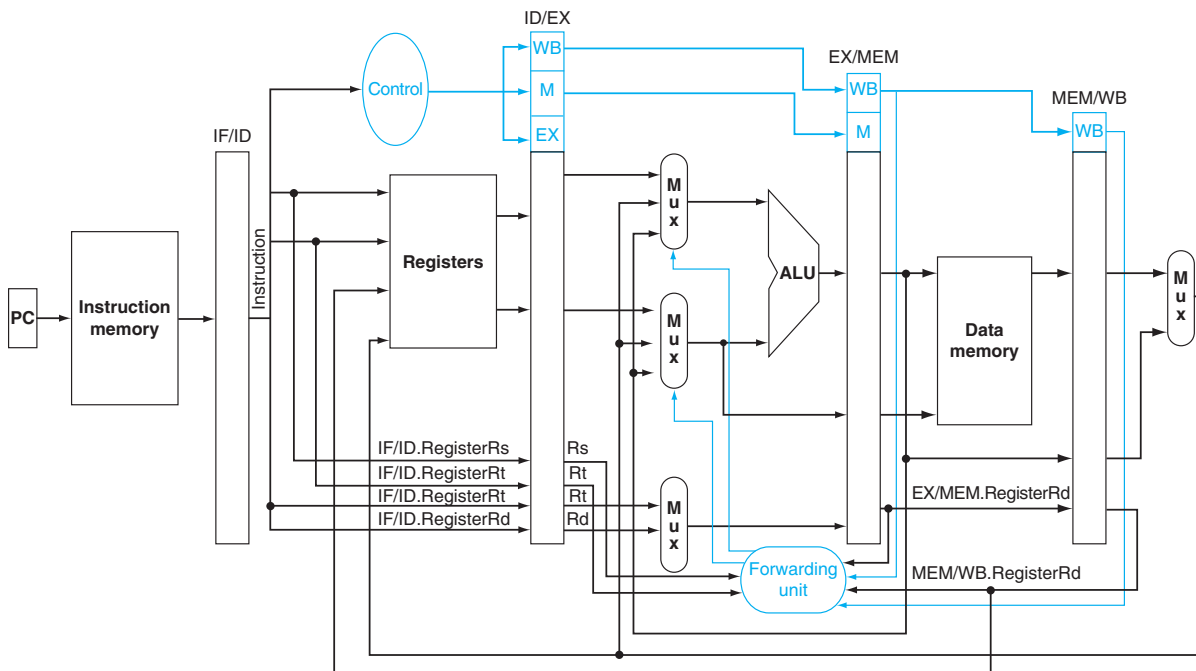 ID/EX
WB
EX/MEM
Control
M
WB
MEM/WB
IF/ID
EX
M
WB
Instruction
Registers
M
u
x
ALU
PC
Instruction
memory
M
u
x
Data
memory
M
u
x
IF/ID.RegisterRs
Rs
IF/ID.RegisterRt
Rt
IF/ID.RegisterRt
Rt
IF/ID.RegisterRd
Rd
M
u
x
EX/MEM.RegisterRd
Forwarding
unit
MEM/WB.RegisterRd